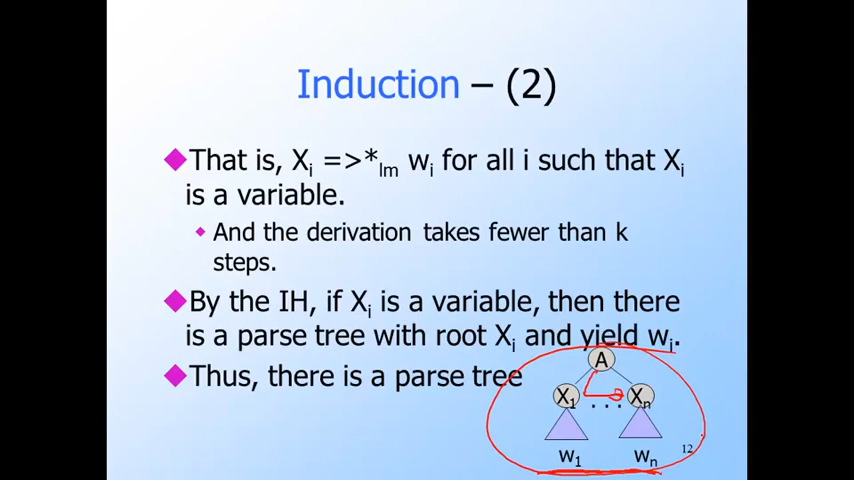 Induction – (2)
◆That is, Xi =>*lm wi for all i such that Xi
is a variable.
◆ And the derivation takes fewer than k
steps.
◆By the IH, if Xi is a variable, then there
is a parse tree with root Xi and yield wi.
◆Thus, there is a parse tree
A
X1 . . . Xn
w1 wn
12